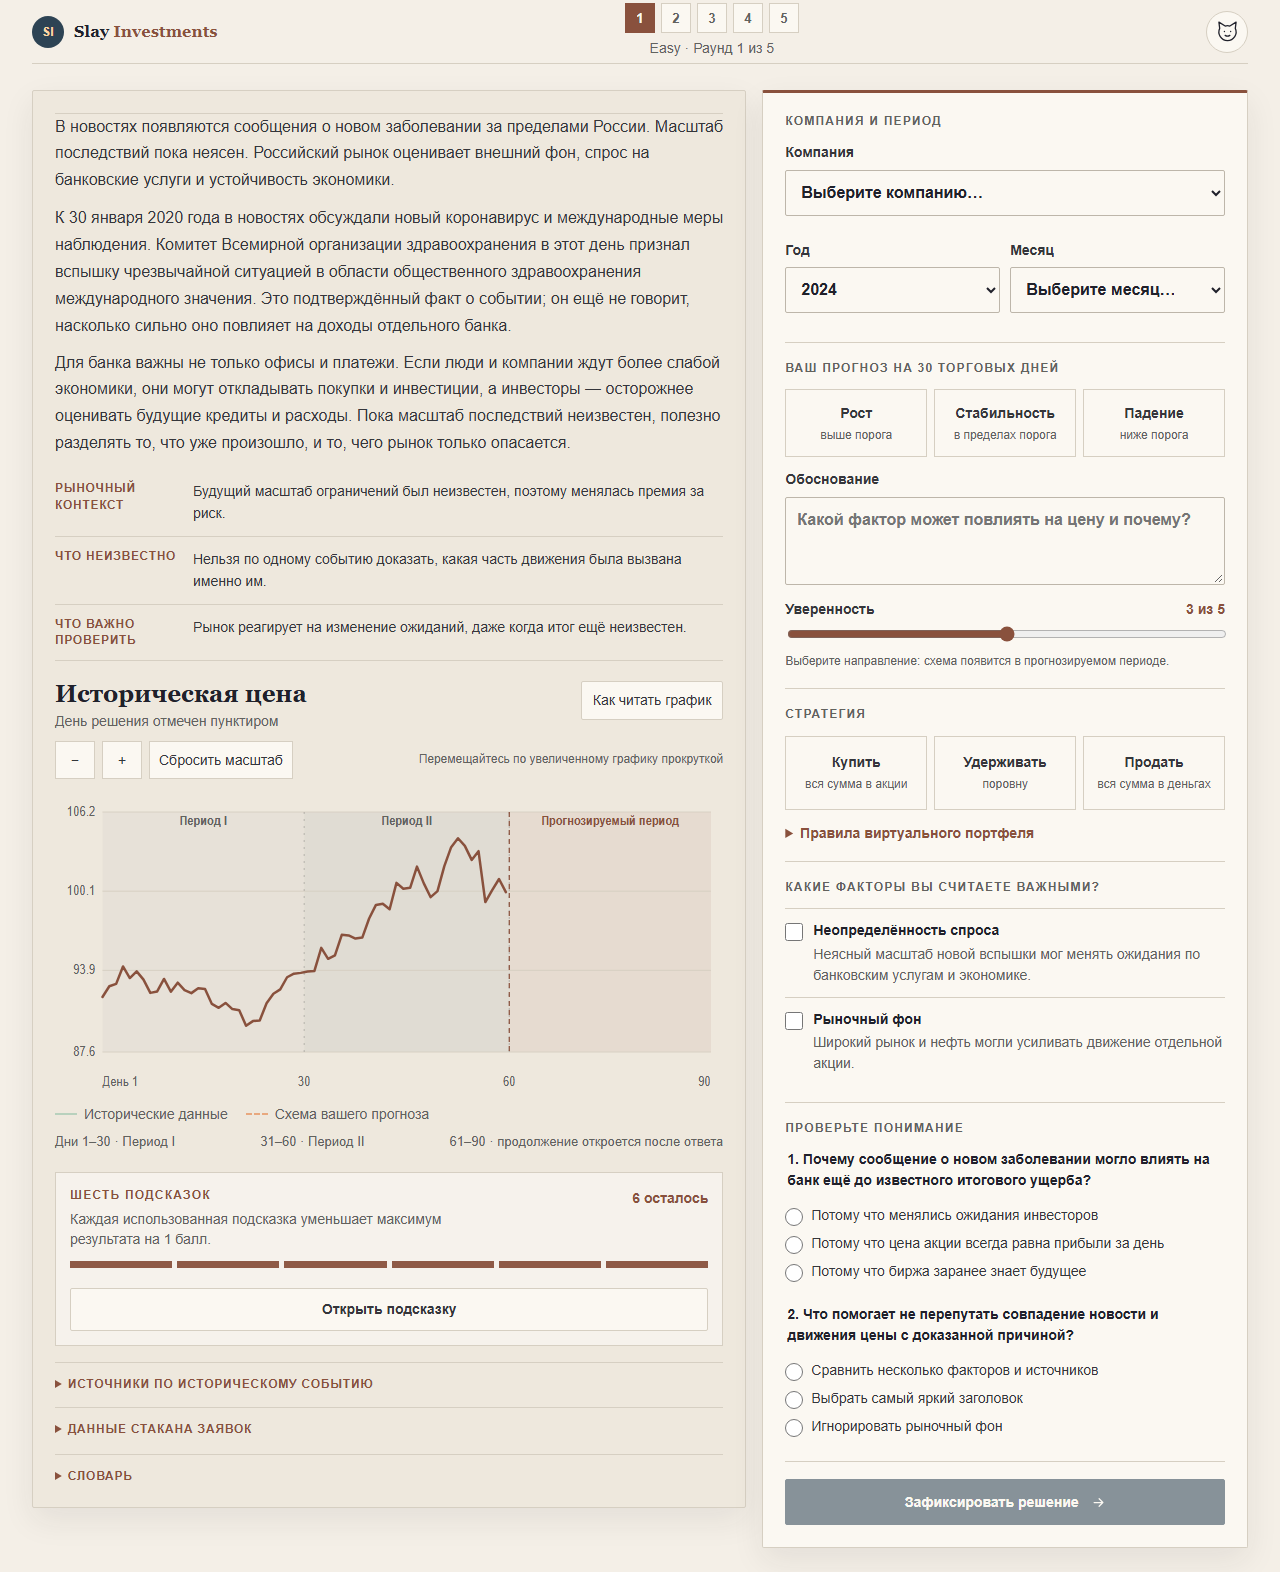 SI
Slay Investments
1 2 3 4 5
Easy · Раунд 1 из 5
В новостях появляются сообщения о новом заболевании за пределами России. Масштаб
последствий пока неясен. Российский рынок оценивает внешний фон, спрос на
банковские услуги и устойчивость экономики.
К 30 января 2020 года в новостях обсуждали новый коронавирус и международные меры
наблюдения. Комитет Всемирной организации здравоохранения в этот день признал
вспышку чрезвычайной ситуацией в области общественного здравоохранения
международного значения. Это подтверждённый факт о событии; он ещё не говорит,
насколько сильно оно повлияет на доходы отдельного банка.
Для банка важны не только офисы и платежи. Если люди и компании ждут более слабой
экономики, они могут откладывать покупки и инвестиции, а инвесторы — осторожнее
оценивать будущие кредиты и расходы. Пока масштаб последствий неизвестен, полезно
разделять то, что уже произошло, и то, чего рынок только опасается.
РЫНОЧНЫЙ
КОНТЕКСТ
Будущий масштаб ограничений был неизвестен, поэтому менялась премия за
риск.
ЧТО НЕИЗВЕСТНО
Нельзя по одному событию доказать, какая часть движения была вызвана
именно им.
ЧТО ВАЖНО
ПРОВЕРИТЬ
Рынок реагирует на изменение ожиданий, даже когда итог ещё неизвестен.
Историческая цена
День решения отмечен пунктиром
Как читать график
− + Сбросить масштаб
Перемещайтесь по увеличенному графику прокруткой
106.2
100.1
93.9
87.6
Период I
Период II
Прогнозируемый период
День 1
30
60
90
Исторические данные
Схема вашего прогноза
Дни 1–30 · Период I
31–60 · Период II
61–90 · продолжение откроется после ответа
ШЕСТЬ ПОДСКАЗОК
6 осталось
Каждая использованная подсказка уменьшает максимум
результата на 1 балл.
Открыть подсказку
ИСТОЧНИКИ ПО ИСТОРИЧЕСКОМУ СОБЫТИЮ
ДАННЫЕ СТАКАНА ЗАЯВОК
СЛОВАРЬ
КОМПАНИЯ И ПЕРИОД
Компания
Выберите компанию…
Год
Месяц
2024
Выберите месяц…
ВАШ ПРОГНОЗ НА 30 ТОРГОВЫХ ДНЕЙ
Рост
выше порога
Стабильность
в пределах порога
Падение
ниже порога
Обоснование
Какой фактор может повлиять на цену и почему?
Уверенность
3 из 5
Выберите направление: схема появится в прогнозируемом периоде.
СТРАТЕГИЯ
Купить
вся сумма в акции
Удерживать
поровну
Продать
вся сумма в деньгах
Правила виртуального портфеля
КАКИЕ ФАКТОРЫ ВЫ СЧИТАЕТЕ ВАЖНЫМИ?
Неопределённость спроса
Неясный масштаб новой вспышки мог менять ожидания по
банковским услугам и экономике.
Рыночный фон
Широкий рынок и нефть могли усиливать движение отдельной
акции.
ПРОВЕРЬТЕ ПОНИМАНИЕ
1. Почему сообщение о новом заболевании могло влиять на
банк ещё до известного итогового ущерба?
Потому что менялись ожидания инвесторов
Потому что цена акции всегда равна прибыли за день
Потому что биржа заранее знает будущее
2. Что помогает не перепутать совпадение новости и
движения цены с доказанной причиной?
Сравнить несколько факторов и источников
Выбрать самый яркий заголовок
Игнорировать рыночный фон
Зафиксировать решение →